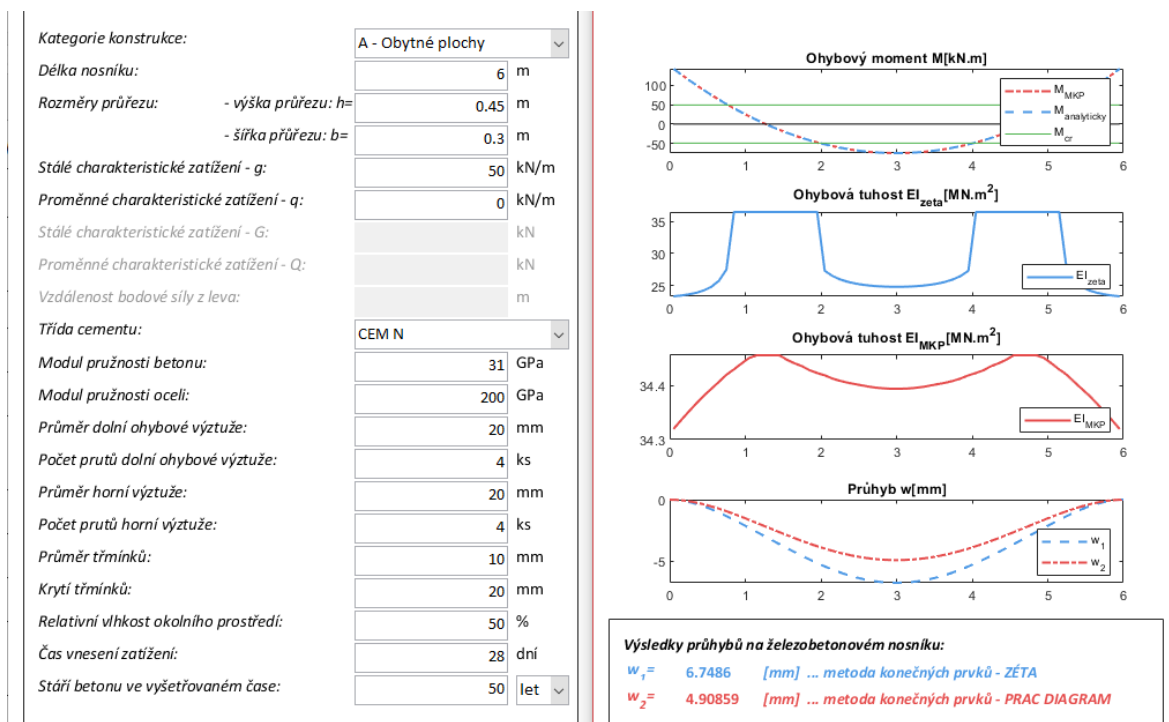 Kategorie konstrukce: A - Obytné plochy
Délka nosníku: 6 m
Rozměry průřezu: - výška průřezu: h= 0.45 m
- šířka přůřezu: b= 0.3 m
Stálé charakteristické zatížení - g: 50 kN/m
Proměnné charakteristické zatížení - q: 0 kN/m
Stálé charakteristické zatížení - G: kN
Proměnné charakteristické zatížení - Q: kN
Vzdálenost bodové síly z leva: m
Třída cementu: CEM N
Modul pružnosti betonu: 31 GPa
Modul pružnosti oceli: 200 GPa
Průměr dolní ohybové výztuže: 20 mm
Počet prutů dolní ohybové výztuže: 4 ks
Průměr horní výztuže: 20 mm
Počet prutů horní výztuže: 4 ks
Průměr třmínků: 10 mm
Krytí třmínků: 20 mm
Relativní vlhkost okolního prostředí: 50 %
Čas vnesení zatížení: 28 dní
Stáří betonu ve vyšetřovaném čase: 50 let
Ohybový moment M[kN.m]
100
50
0
-50
M_MKP
M_analyticky
M_cr
0 1 2 3 4 5 6
Ohybová tuhost EI_zeta[MN.m^2]
35
30
25
EI_zeta
0 1 2 3 4 5 6
Ohybová tuhost EI_MKP[MN.m^2]
34.4
34.3
EI_MKP
0 1 2 3 4 5 6
Průhyb w[mm]
0
-5
w_1
w_2
0 1 2 3 4 5 6
Výsledky průhybů na železobetonovém nosníku:
w_1= 6.7486 [mm] ... metoda konečných prvků - ZÉTA
w_2= 4.90859 [mm] ... metoda konečných prvků - PRAC DIAGRAM